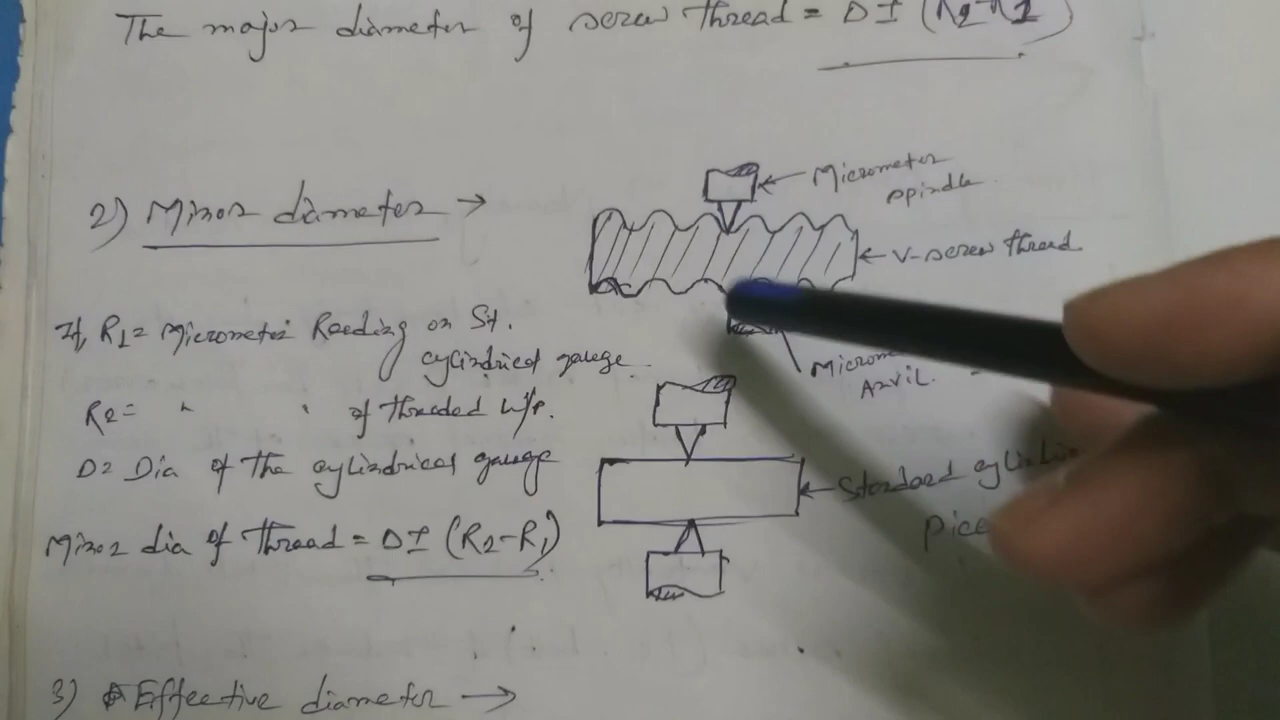 The major diameter of screw thread = D ± (R2-R1)
2) Minor diameter →
Micrometer
spindle
V-screw thread
If, R1= Micrometer Reading on St.
cylindrical gauge.
R2= " " of threaded W/P.
D= Dia of the cylindrical gauge
Minor dia of thread = D± (R2-R1)
Anvil.
Standard
3) Effective diameter →